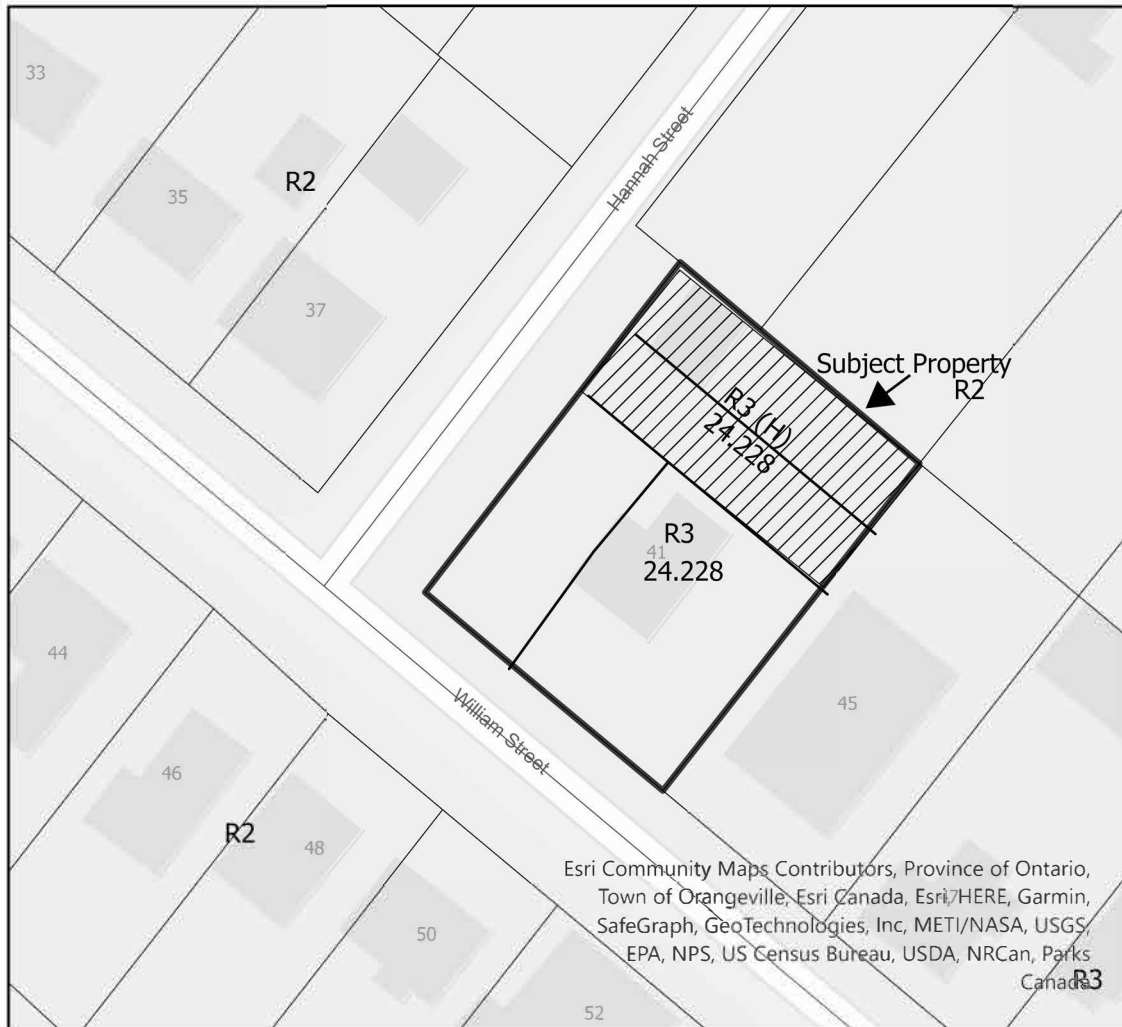 33
Hannah Street
R2
35
37
Subject Property
R2
R3 (H)
24.228
R3
41
24.228
44
45
William Street
46
R2
48
Esri Community Maps Contributors, Province of Ontario,
Town of Orangeville, Esri Canada, Esri, HERE, Garmin,
47
SafeGraph, GeoTechnologies, Inc, METI/NASA, USGS,
50
EPA, NPS, US Census Bureau, USDA, NRCan, Parks
Canada
R3
52